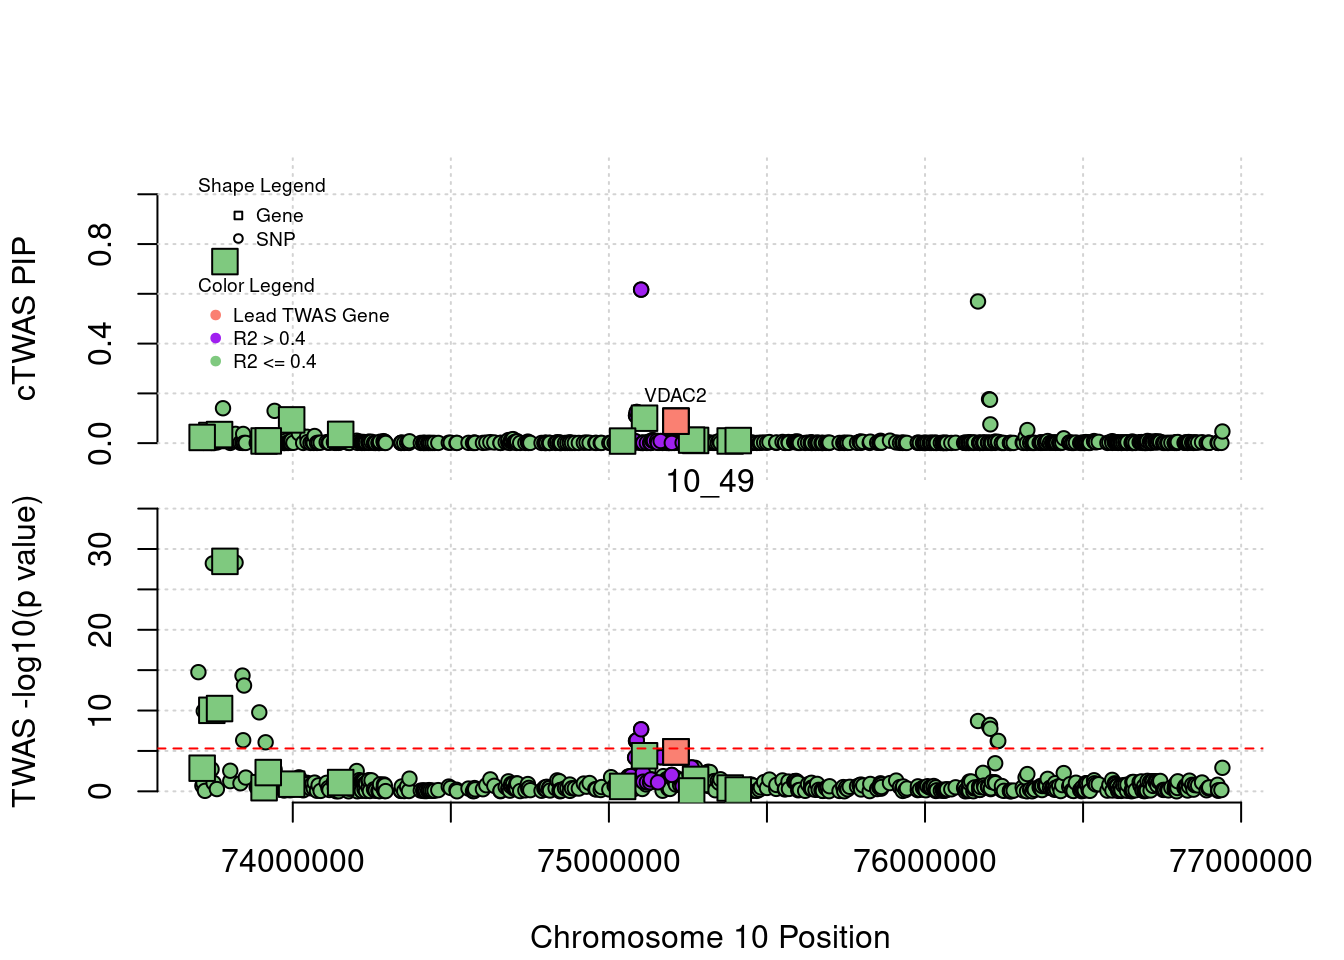 Shape Legend
Gene
SNP
Color Legend
Lead TWAS Gene
R2 > 0.4
R2 <= 0.4
cTWAS PIP
0.8
0.4
0.0
VDAC2
10_49
TWAS -log10(p value)
30
20
10
0
74000000 75000000 76000000 77000000
Chromosome 10 Position